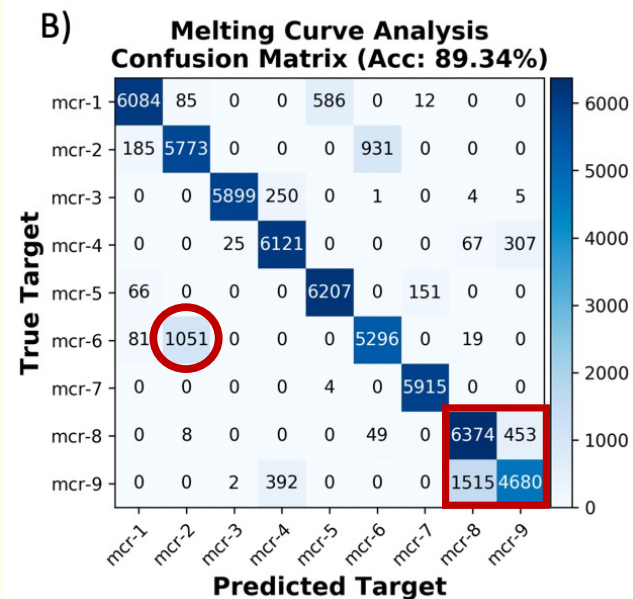 B)
Melting Curve Analysis
Confusion Matrix (Acc: 89.34%)
True Target
mcr-1 6084 85 0 0 586 0 12 0 0
mcr-2 185 5773 0 0 0 931 0 0 0
mcr-3 0 0 5899 250 0 1 0 4 5
mcr-4 0 0 25 6121 0 0 0 67 307
mcr-5 66 0 0 0 6207 0 151 0 0
mcr-6 81 1051 0 0 0 5296 0 19 0
mcr-7 0 0 0 0 4 0 5915 0 0
mcr-8 0 8 0 0 0 49 0 6374 453
mcr-9 0 0 2 392 0 0 0 1515 4680
mcr-1 mcr-2 mcr-3 mcr-4 mcr-5 mcr-6 mcr-7 mcr-8 mcr-9
Predicted Target
6000
5000
4000
3000
2000
1000
0